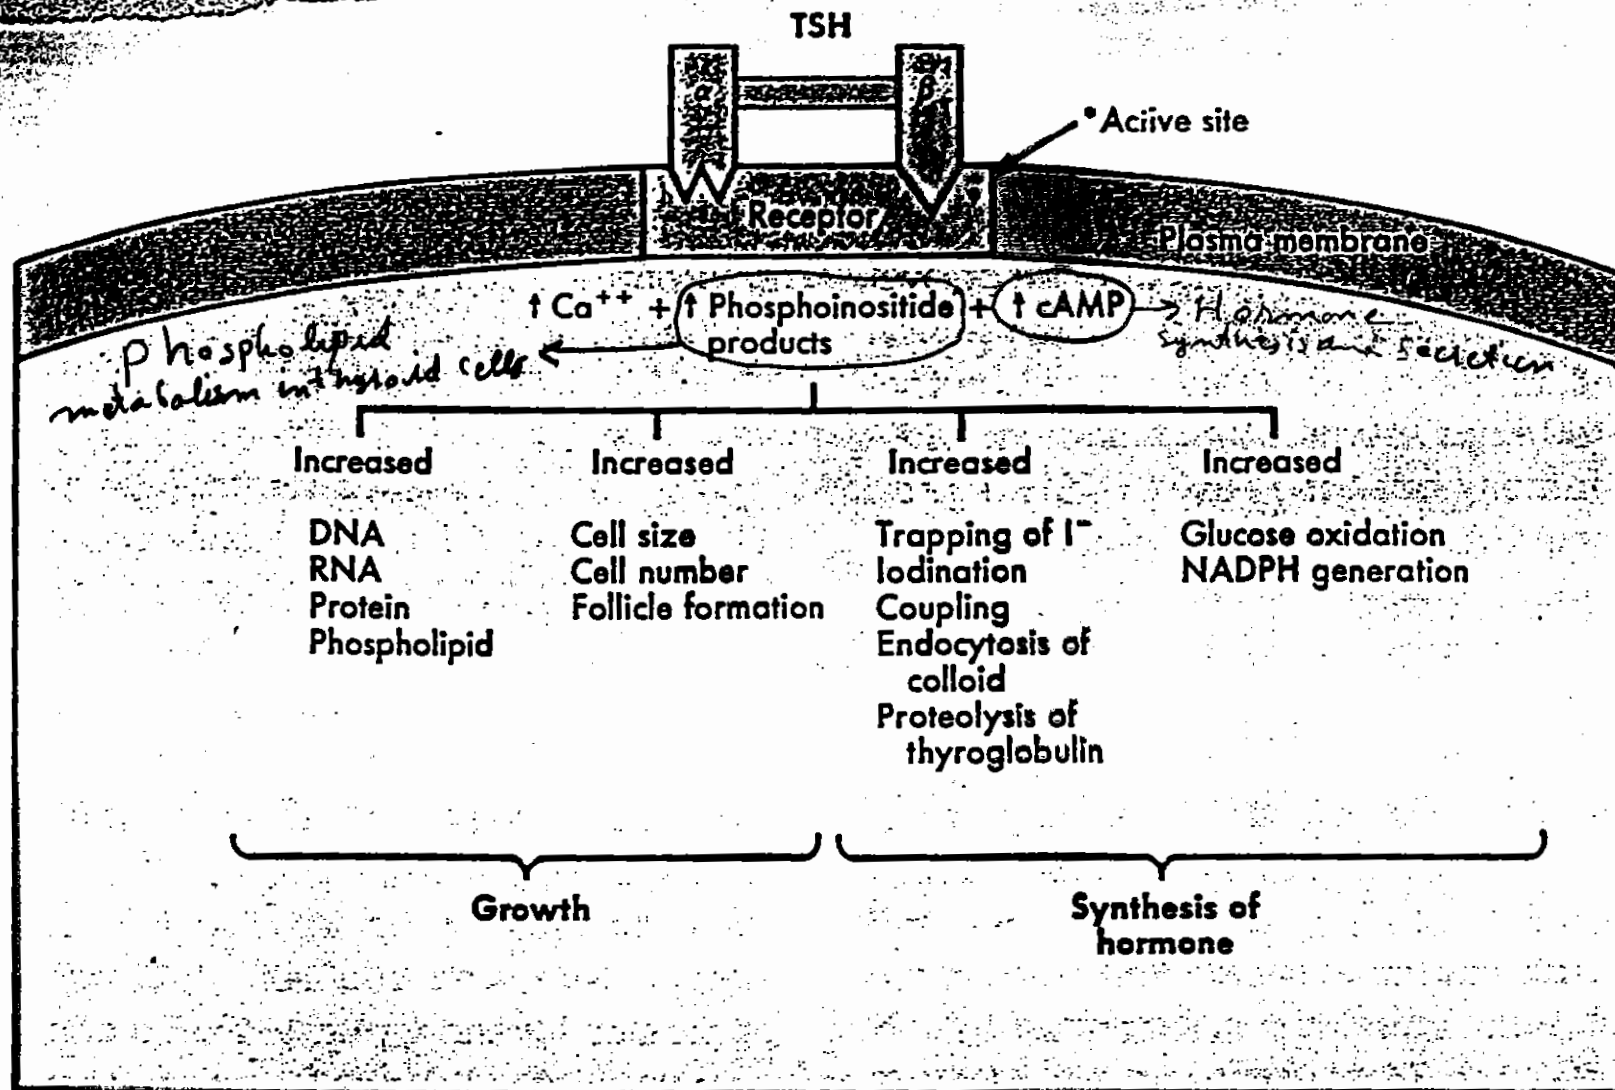 TSH
α
β
•Aciive site
Receptor
Plasma membrane
↑ Ca⁺⁺ + ↑ Phosphoinositide products + ↑ cAMP → Hormone
synthesis and secretion
Phospholipid
metabolism in thyroid cells
Increased
DNA
RNA
Protein
Phospholipid
Increased
Cell size
Cell number
Follicle formation
Increased
Trapping of I⁻
Iodination
Coupling
Endocytosis of
colloid
Proteolysis of
thyroglobulin
Increased
Glucose oxidation
NADPH generation
Growth
Synthesis of
hormone